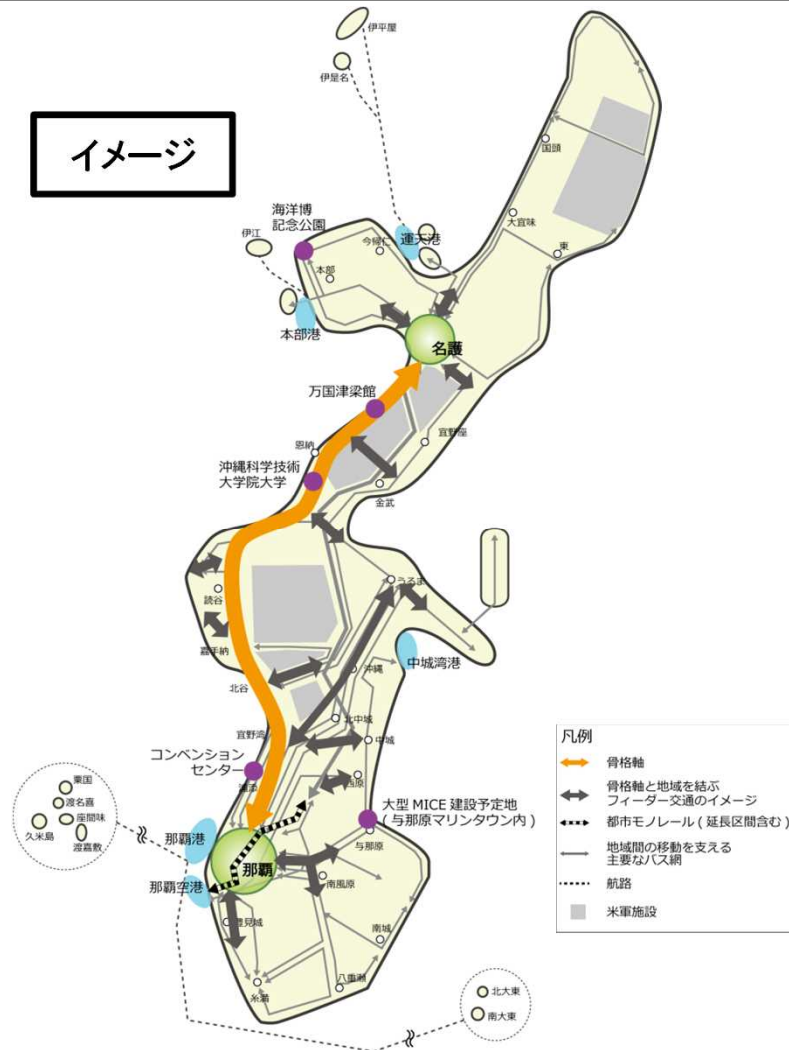 伊平屋
伊是名
イメージ
国頭
海洋博
記念公園
大宜味
伊江
今帰仁
運天港
東
本部
本部港
名護
万国津梁館
宜野座
恩納
沖縄科学技術
大学院大学
金武
うるま
読谷
嘉手納
中城湾港
沖縄
北谷
北中城
宜野湾
中城
コンベンション
センター
西原
浦添
大型 MICE 建設予定地
( 与那原マリンタウン内 )
粟国
渡名喜
座間味
久米島
渡嘉敷
那覇港
与那原
那覇
那覇空港
南風原
豊見城
南城
糸満
八重瀬
北大東
南大東
凡例
骨格軸
骨格軸と地域を結ぶ
フィーダー交通のイメージ
都市モノレール ( 延長区間含む )
地域間の移動を支える
主要なバス網
航路
米軍施設